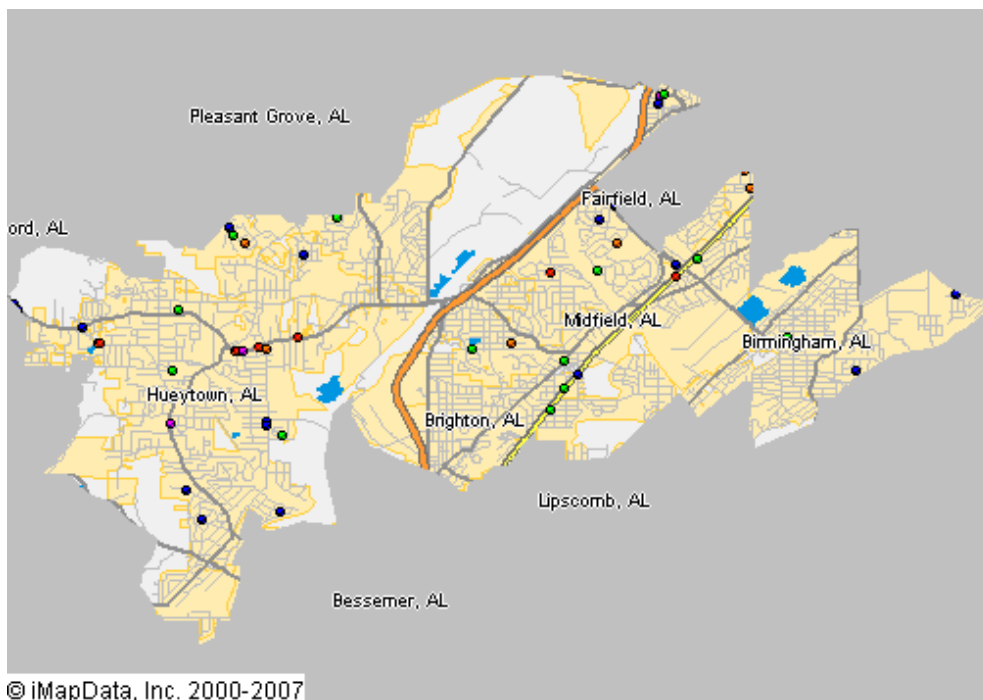 Pleasant Grove, AL
Fairfield, AL
ord, AL
Midfield, AL
Birmingham, AL
Hueytown, AL
Brighton, AL
Lipscomb, AL
Bessemer, AL
© iMapData, Inc. 2000-2007